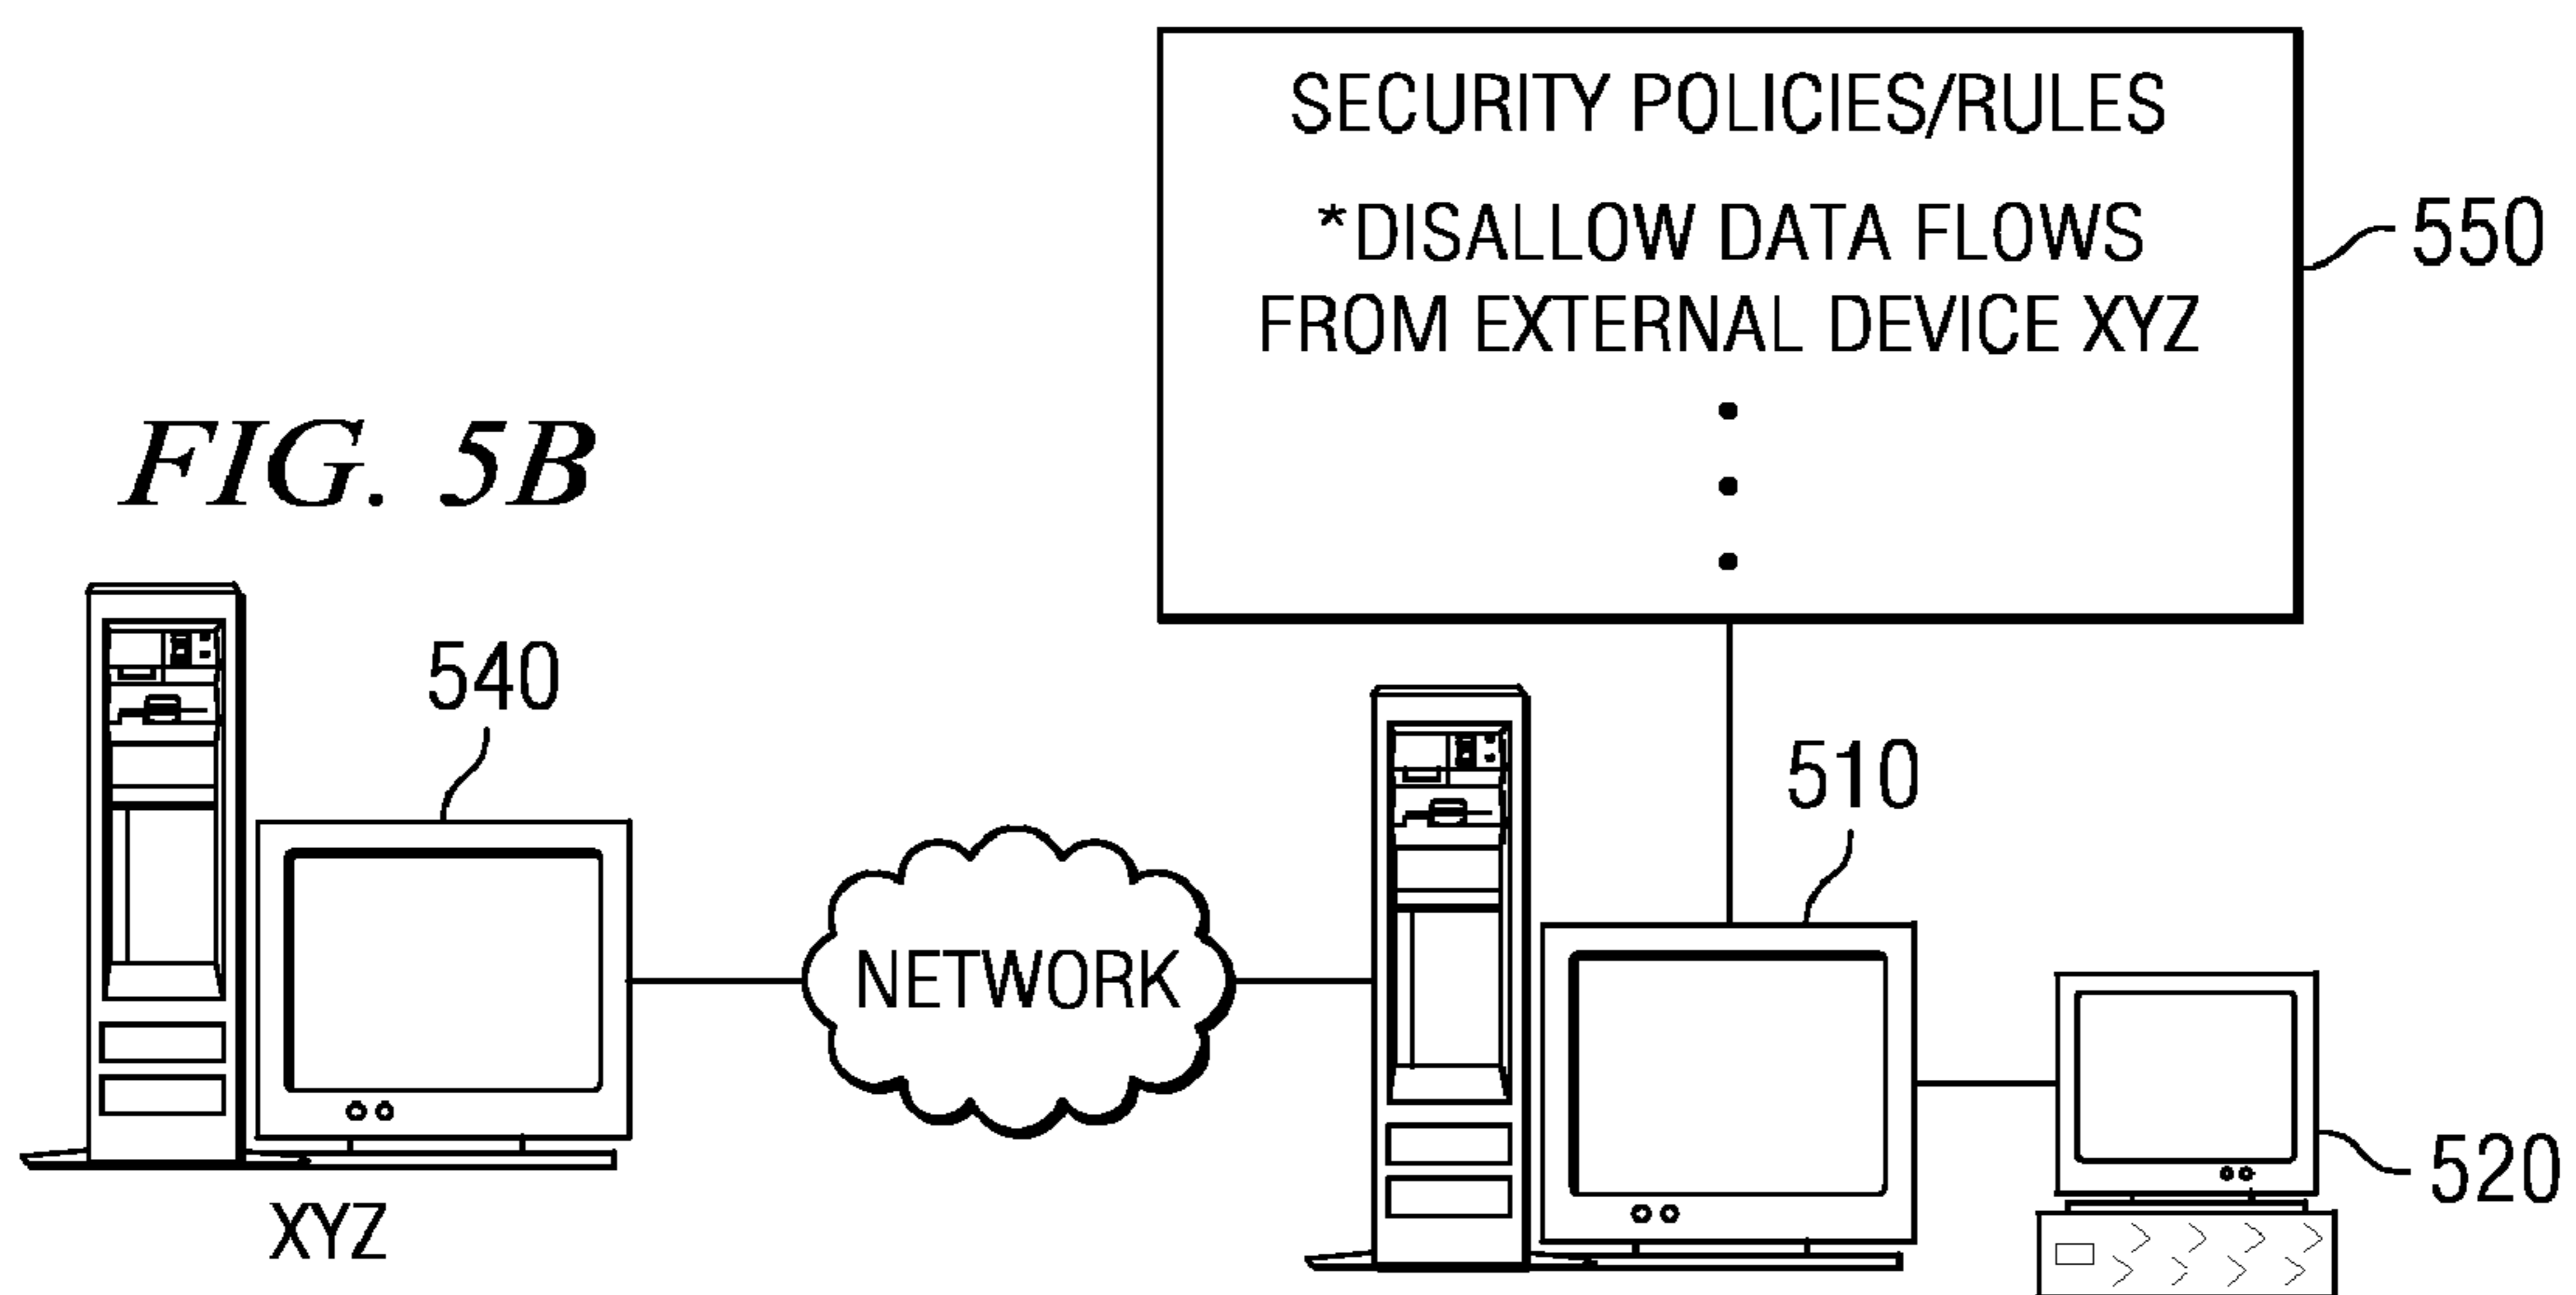 SECURITY POLICIES/RULES
*DISALLOW DATA FLOWS
FROM EXTERNAL DEVICE XYZ
550
FIG. 5B
540
510
NETWORK
520
XYZ